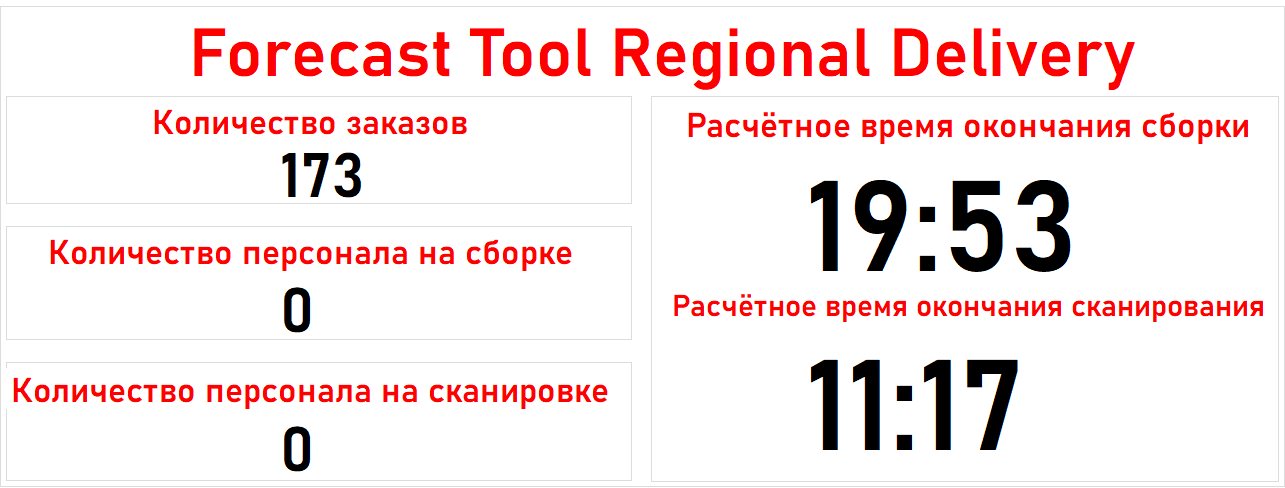 Forecast Tool Regional Delivery
Количество заказов
173
Количество персонала на сборке
0
Количество персонала на сканировке
0
Расчётное время окончания сборки
19:53
Расчётное время окончания сканирования
11:17